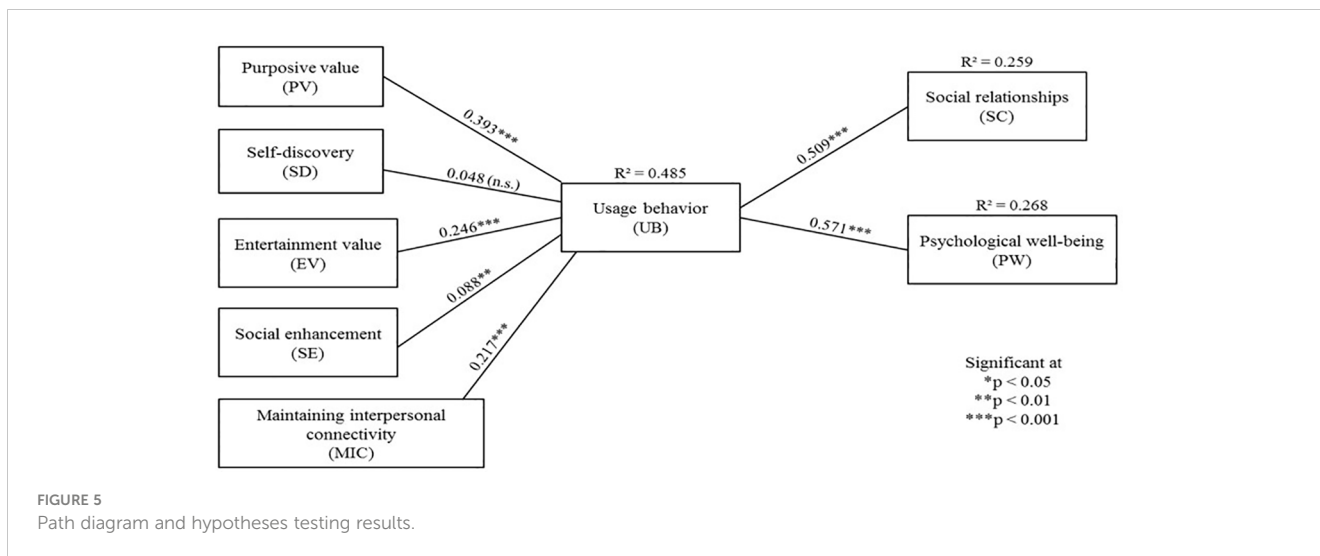 Purposive value
(PV)
Self-discovery
(SD)
Entertainment value
(EV)
Social enhancement
(SE)
Maintaining interpersonal
connectivity
(MIC)
0.393***
0.048 (n.s.)
0.246***
0.088**
0.217***
R² = 0.485
Usage behavior
(UB)
0.509***
0.571***
R² = 0.259
Social relationships
(SC)
R² = 0.268
Psychological well-being
(PW)
Significant at
*p < 0.05
**p < 0.01
***p < 0.001
FIGURE 5
Path diagram and hypotheses testing results.